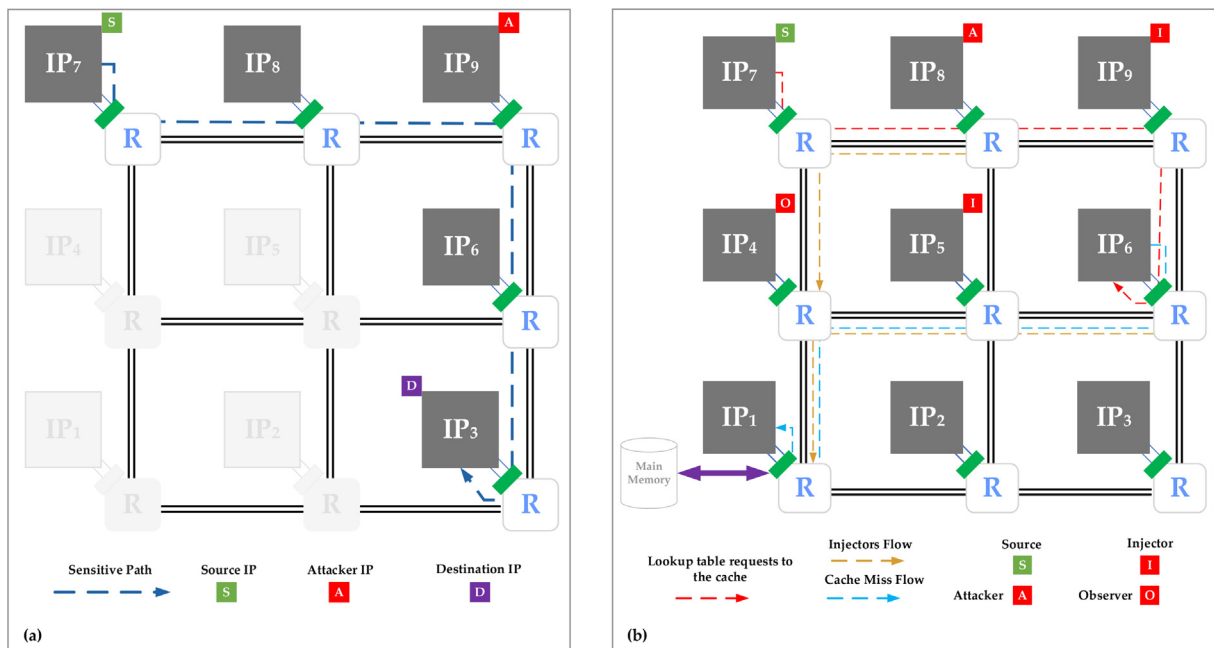 S
A
IP7
IP8
IP9
R
R
R
IP4
IP5
IP6
R
R
R
D
IP1
IP2
IP3
R
R
R
Sensitive Path
Source IP
Attacker IP
Destination IP
S
A
D
(a)
S
A
I
IP7
IP8
IP9
R
R
R
O
I
IP4
IP5
IP6
R
R
R
IP1
IP2
IP3
Main
Memory
R
R
R
Lookup table requests to
the cache
Injectors Flow
Cache Miss Flow
Source
S
Injector
I
Attacker A
Observer O
(b)